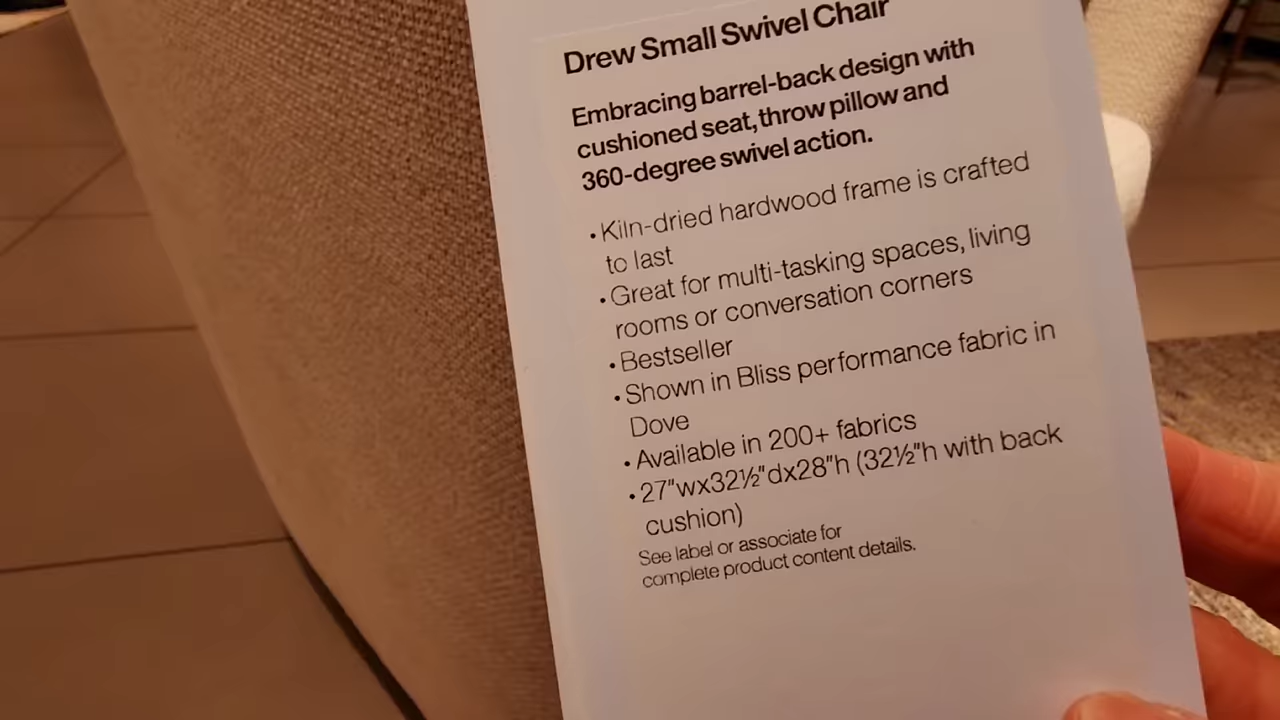 Drew Small Swivel Chair
Embracing barrel-back design with
cushioned seat, throw pillow and
360-degree swivel action.
• Kiln-dried hardwood frame is crafted
to last
• Great for multi-tasking spaces, living
rooms or conversation corners
• Bestseller
• Shown in Bliss performance fabric in
Dove
• Available in 200+ fabrics
• 27"wx32½"dx28"h (32½"h with back
cushion)
See label or associate for
complete product content details.